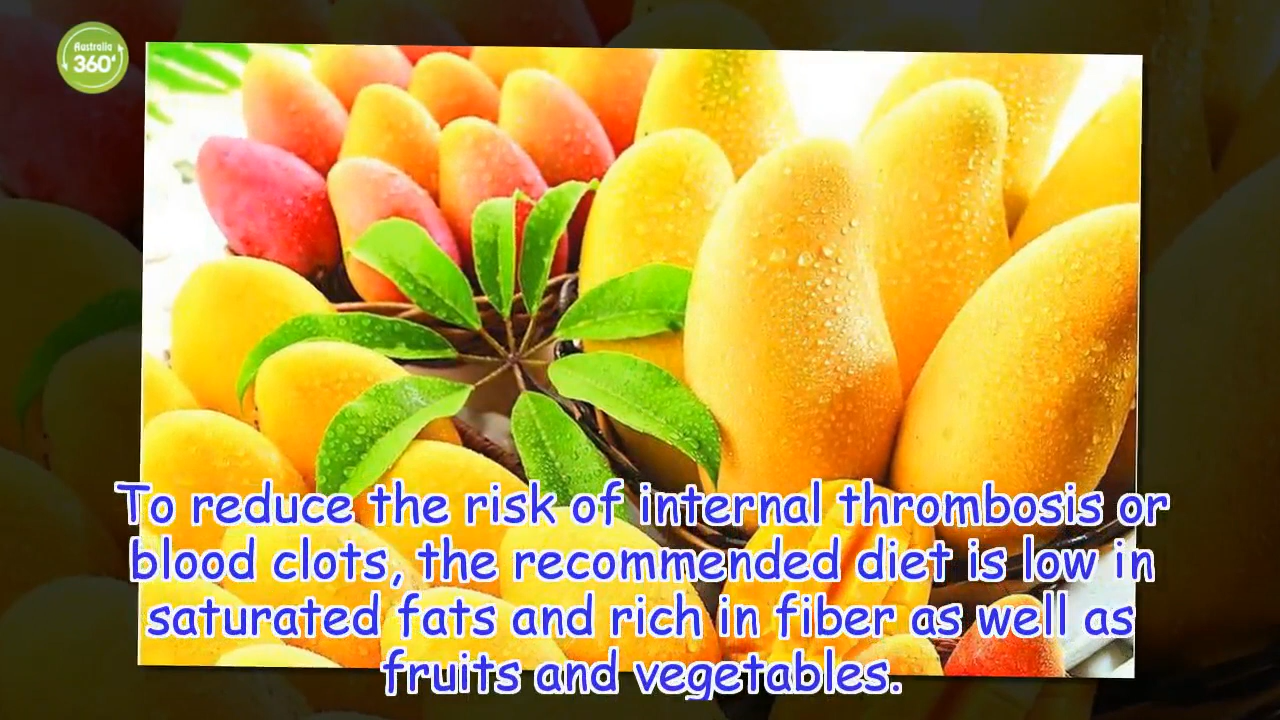 Australia
360°
To reduce the risk of internal thrombosis or
blood clots, the recommended diet is low in
saturated fats and rich in fiber as well as
fruits and vegetables.